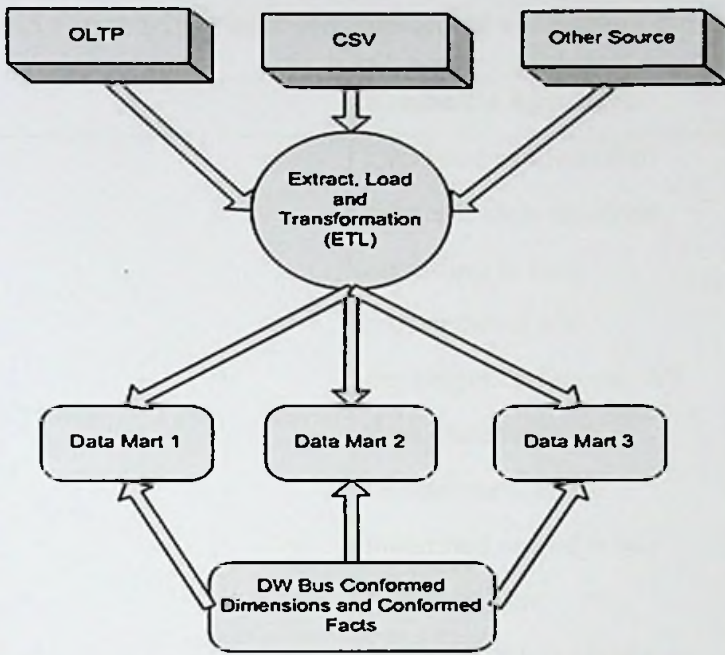 OLTP
CSV
Other Source
Extract, Load
and
Transformation
(ETL)
Data Mart 1
Data Mart 2
Data Mart 3
DW Bus Conformed
Dimensions and Conformed
Facts